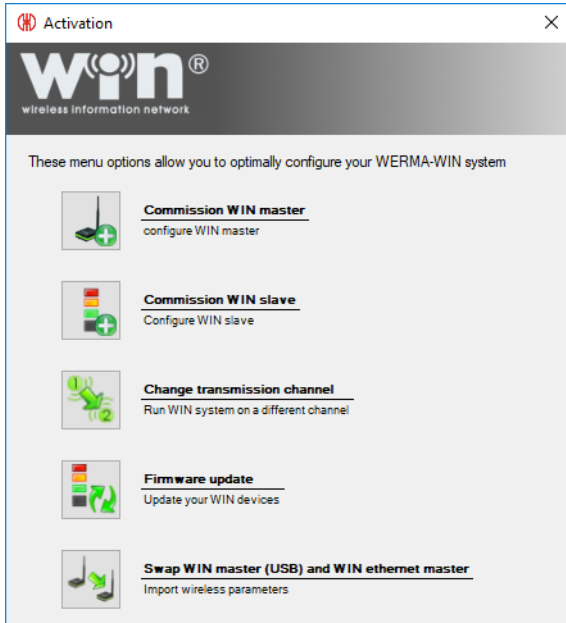 Activation
WiN®
wireless information network
These menu options allow you to optimally configure your WERMA-WIN system
Commission WIN master
configure WIN master
Commission WIN slave
Configure WIN slave
Change transmission channel
Run WIN system on a different channel
1
2
Firmware update
Update your WIN devices
Swap WIN master (USB) and WIN ethernet master
Import wireless parameters